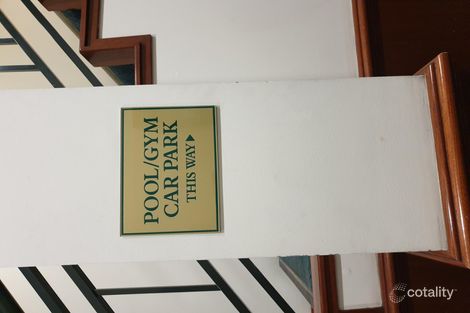 POOL/GYM
CAR PARK
THIS WAY ▶
cotality